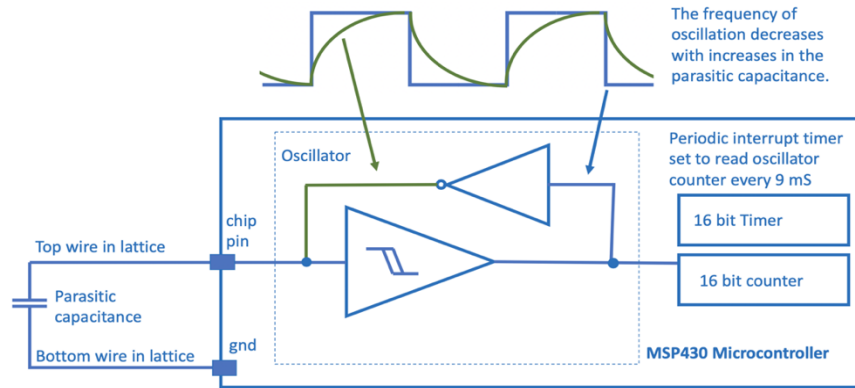 The frequency of
oscillation decreases
with increases in the
parasitic capacitance.
Oscillator
Periodic interrupt timer
set to read oscillator
counter every 9 mS
chip
pin
16 bit Timer
Top wire in lattice
16 bit counter
Parasitic
capacitance
gnd
Bottom wire in lattice
MSP430 Microcontroller